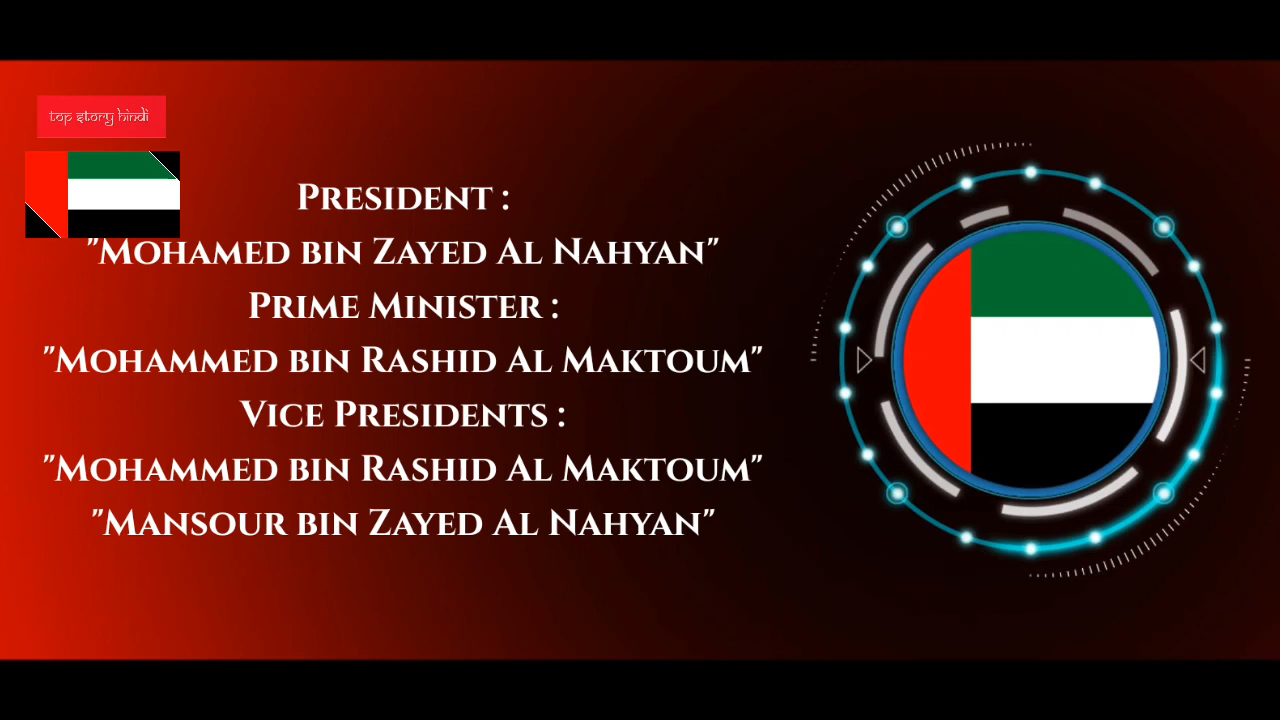 top story hindi
President :
"Mohamed bin Zayed Al Nahyan"
Prime Minister :
"Mohammed bin Rashid Al Maktoum"
Vice Presidents :
"Mohammed bin Rashid Al Maktoum"
"Mansour bin Zayed Al Nahyan"